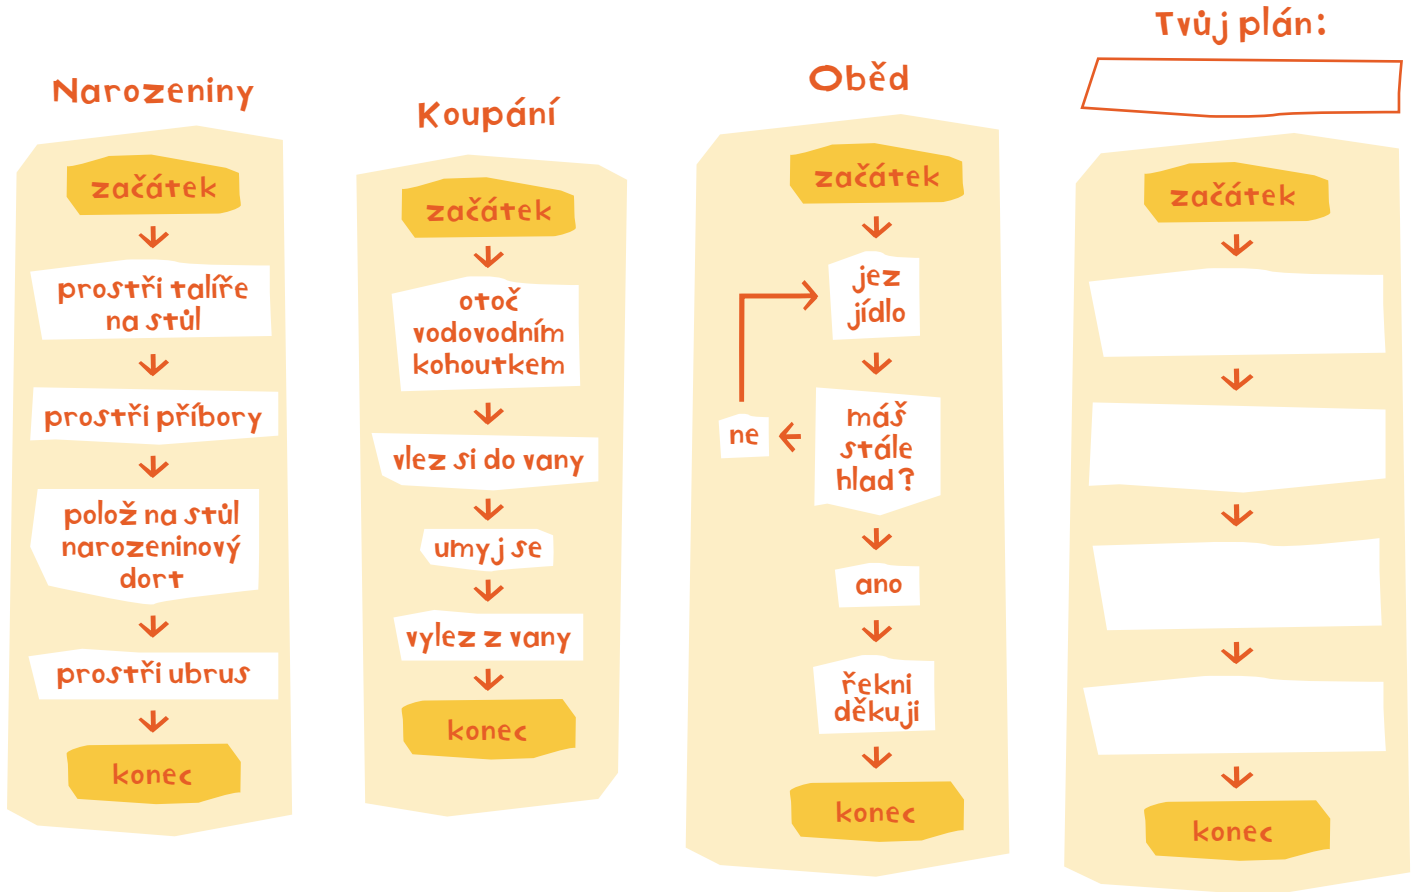 Narozeniny
začátek
prostři talíře
na stůl
prostři příbory
polož na stůl
narozeninový
dort
prostři ubrus
konec
Koupání
začátek
otoč
vodovodním
kohoutkem
vlez si do vany
umyj se
vylez z vany
konec
Oběd
začátek
jez
jídlo
máš
stále
hlad?
ne
ano
řekni
děkuji
konec
Tvůj plán:
začátek
konec